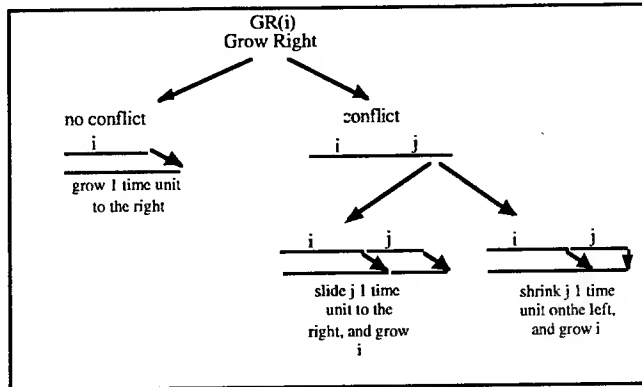 GR(i)
Grow Right
no conflict
i
grow 1 time unit
to the right
conflict
i j
i j
slide j 1 time
unit to the
right, and grow
i
i j
shrink j 1 time
unit onthe left,
and grow i